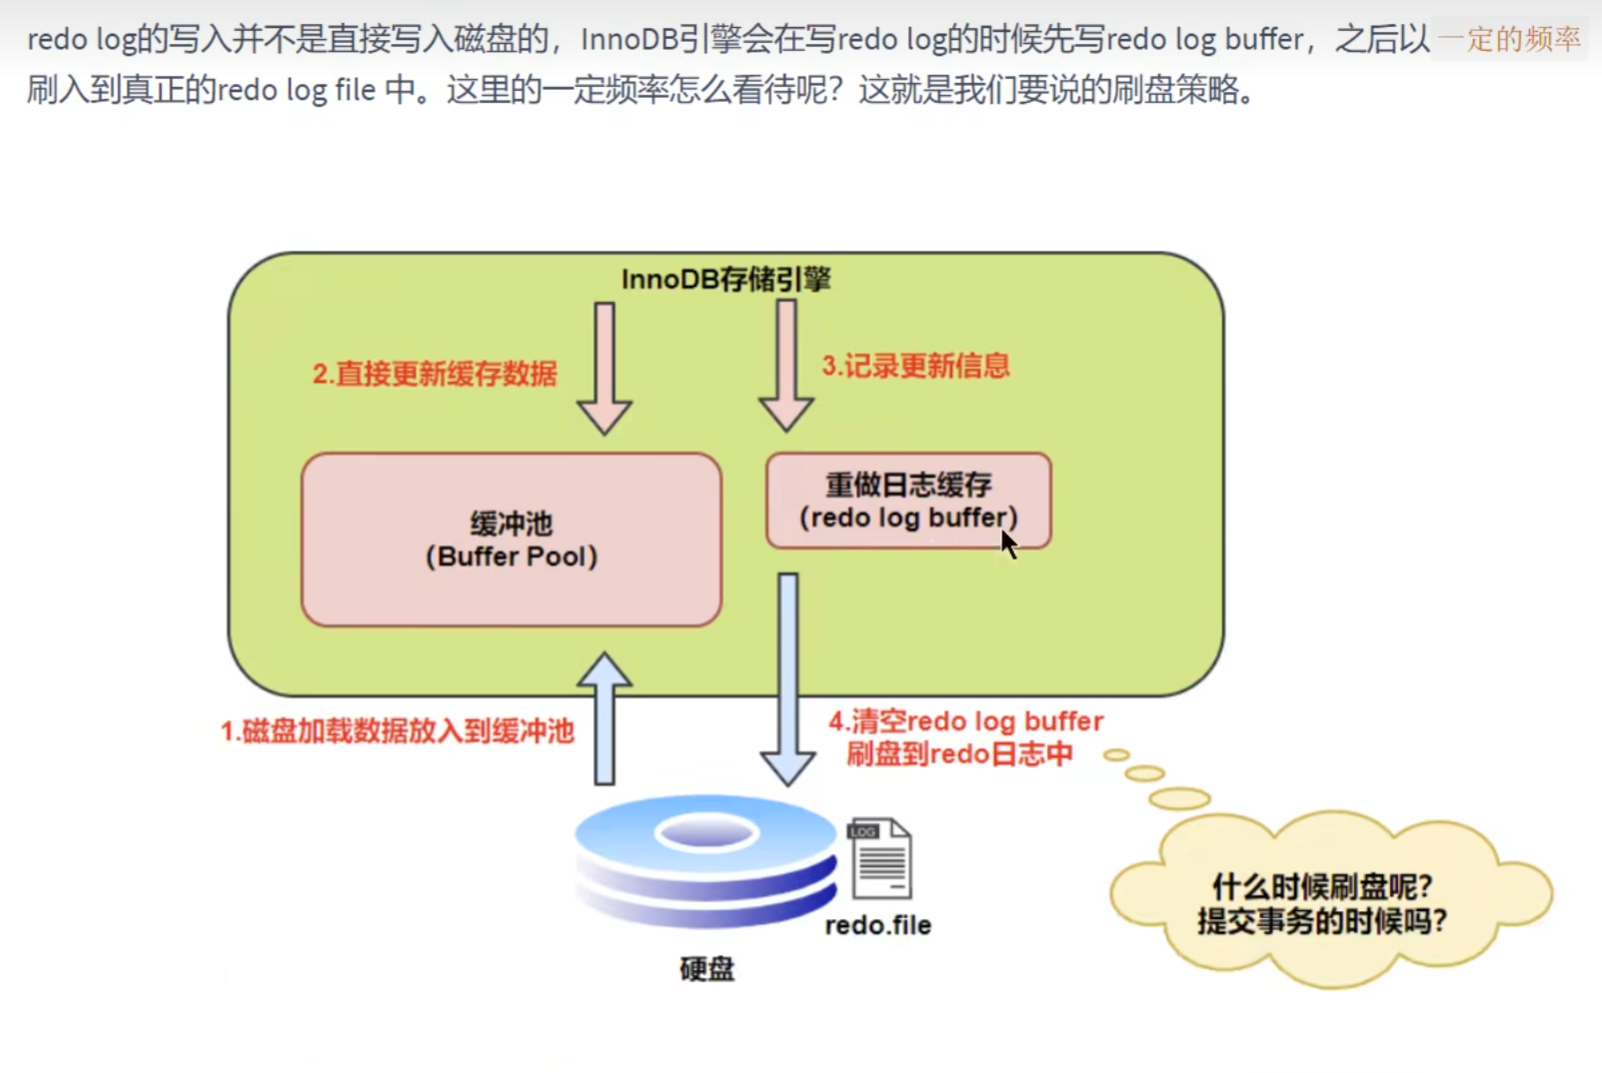 redo log的写入并不是直接写入磁盘的，InnoDB引擎会在写redo log的时候先写redo log buffer，之后以 一定的频率
刷入到真正的redo log file 中。这里的一定频率怎么看待呢？这就是我们要说的刷盘策略。
InnoDB存储引擎
2.直接更新缓存数据
3.记录更新信息
缓冲池
(Buffer Pool)
重做日志缓存
(redo log buffer)
1.磁盘加载数据放入到缓冲池
4.清空redo log buffer
刷盘到redo日志中
LOG
redo.file
硬盘
什么时候刷盘呢?
提交事务的时候吗?